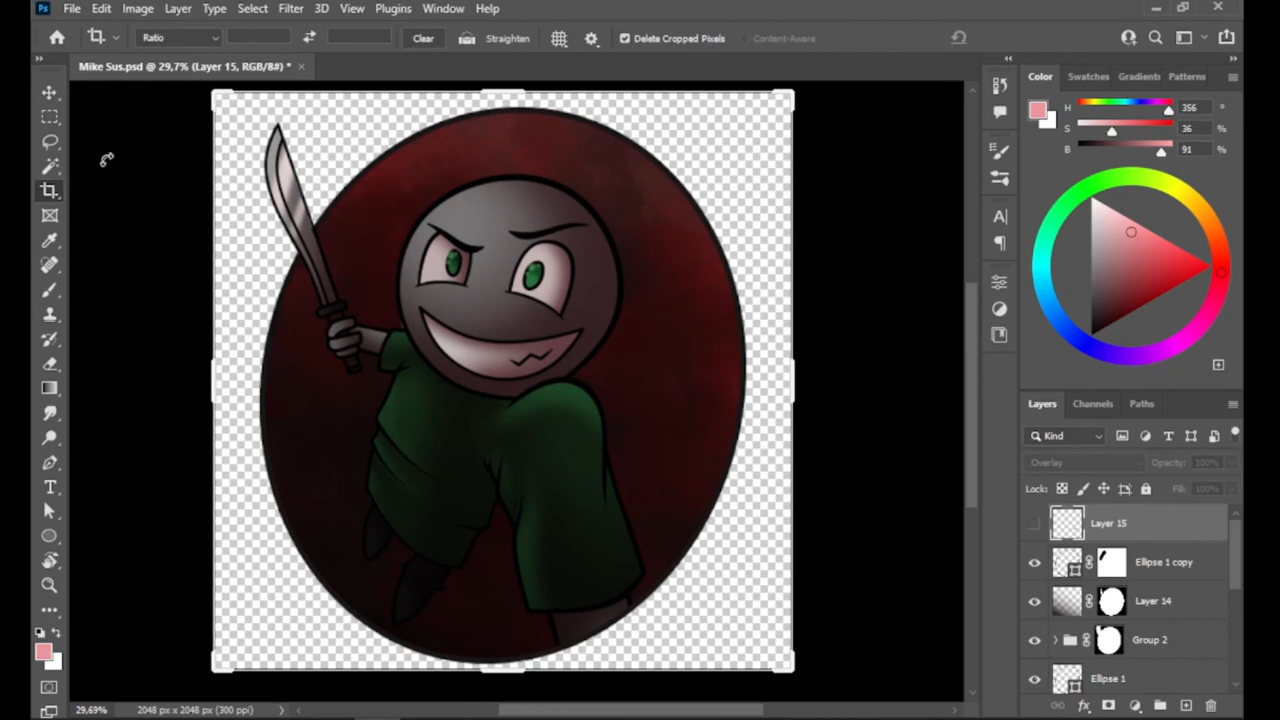 Ps File Edit Image Layer Type Select Filter 3D View Plugins Window Help
Ratio Clear Straighten Delete Cropped Pixels Content-Aware
Mike Sus.psd @ 29,7% (Layer 15, RGB/8#) * ×
Color Swatches Gradients Patterns
H 356 °
S 36 %
B 91 %
Layers Channels Paths
Kind
Overlay Opacity: 100%
Lock: Fill: 100%
Layer 15
Ellipse 1 copy
Layer 14
Group 2
Ellipse 1
29,69% 2048 px x 2048 px (300 ppi)